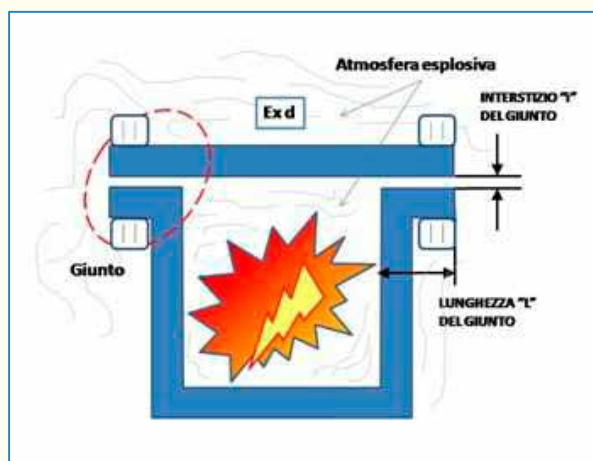 Atmosfera esplosiva
Ex d
INTERSTIZIO "i"
DEL GIUNTO
Giunto
LUNGHEZZA "L"
DEL GIUNTO